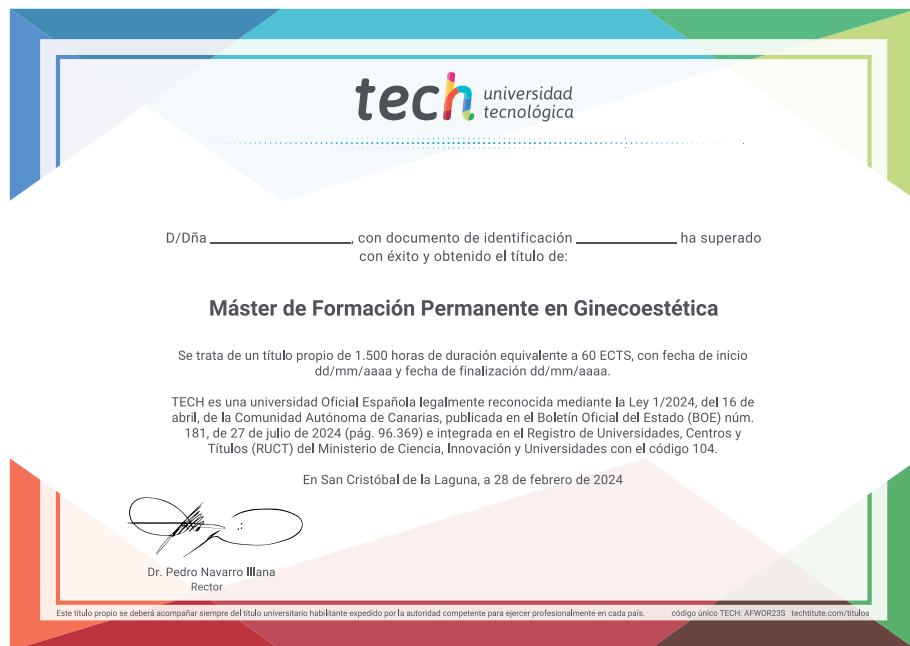 tech universidad
tecnológica
D/Dña ____________________, con documento de identificación ______________ ha superado
con éxito y obtenido el título de:
Máster de Formación Permanente en Ginecoestética
Se trata de un título propio de 1.500 horas de duración equivalente a 60 ECTS, con fecha de inicio
dd/mm/aaaa y fecha de finalización dd/mm/aaaa.
TECH es una universidad Oficial Española legalmente reconocida mediante la Ley 1/2024, del 16 de
abril, de la Comunidad Autónoma de Canarias, publicada en el Boletín Oficial del Estado (BOE) núm.
181, de 27 de julio de 2024 (pág. 96.369) e integrada en el Registro de Universidades, Centros y
Títulos (RUCT) del Ministerio de Ciencia, Innovación y Universidades con el código 104.
En San Cristóbal de la Laguna, a 28 de febrero de 2024
Dr. Pedro Navarro Illana
Rector
Este título propio se deberá acompañar siempre del título universitario habilitante expedido por la autoridad competente para ejercer profesionalmente en cada país. código único TECH: AFWOR23S techtitute.com/titulos